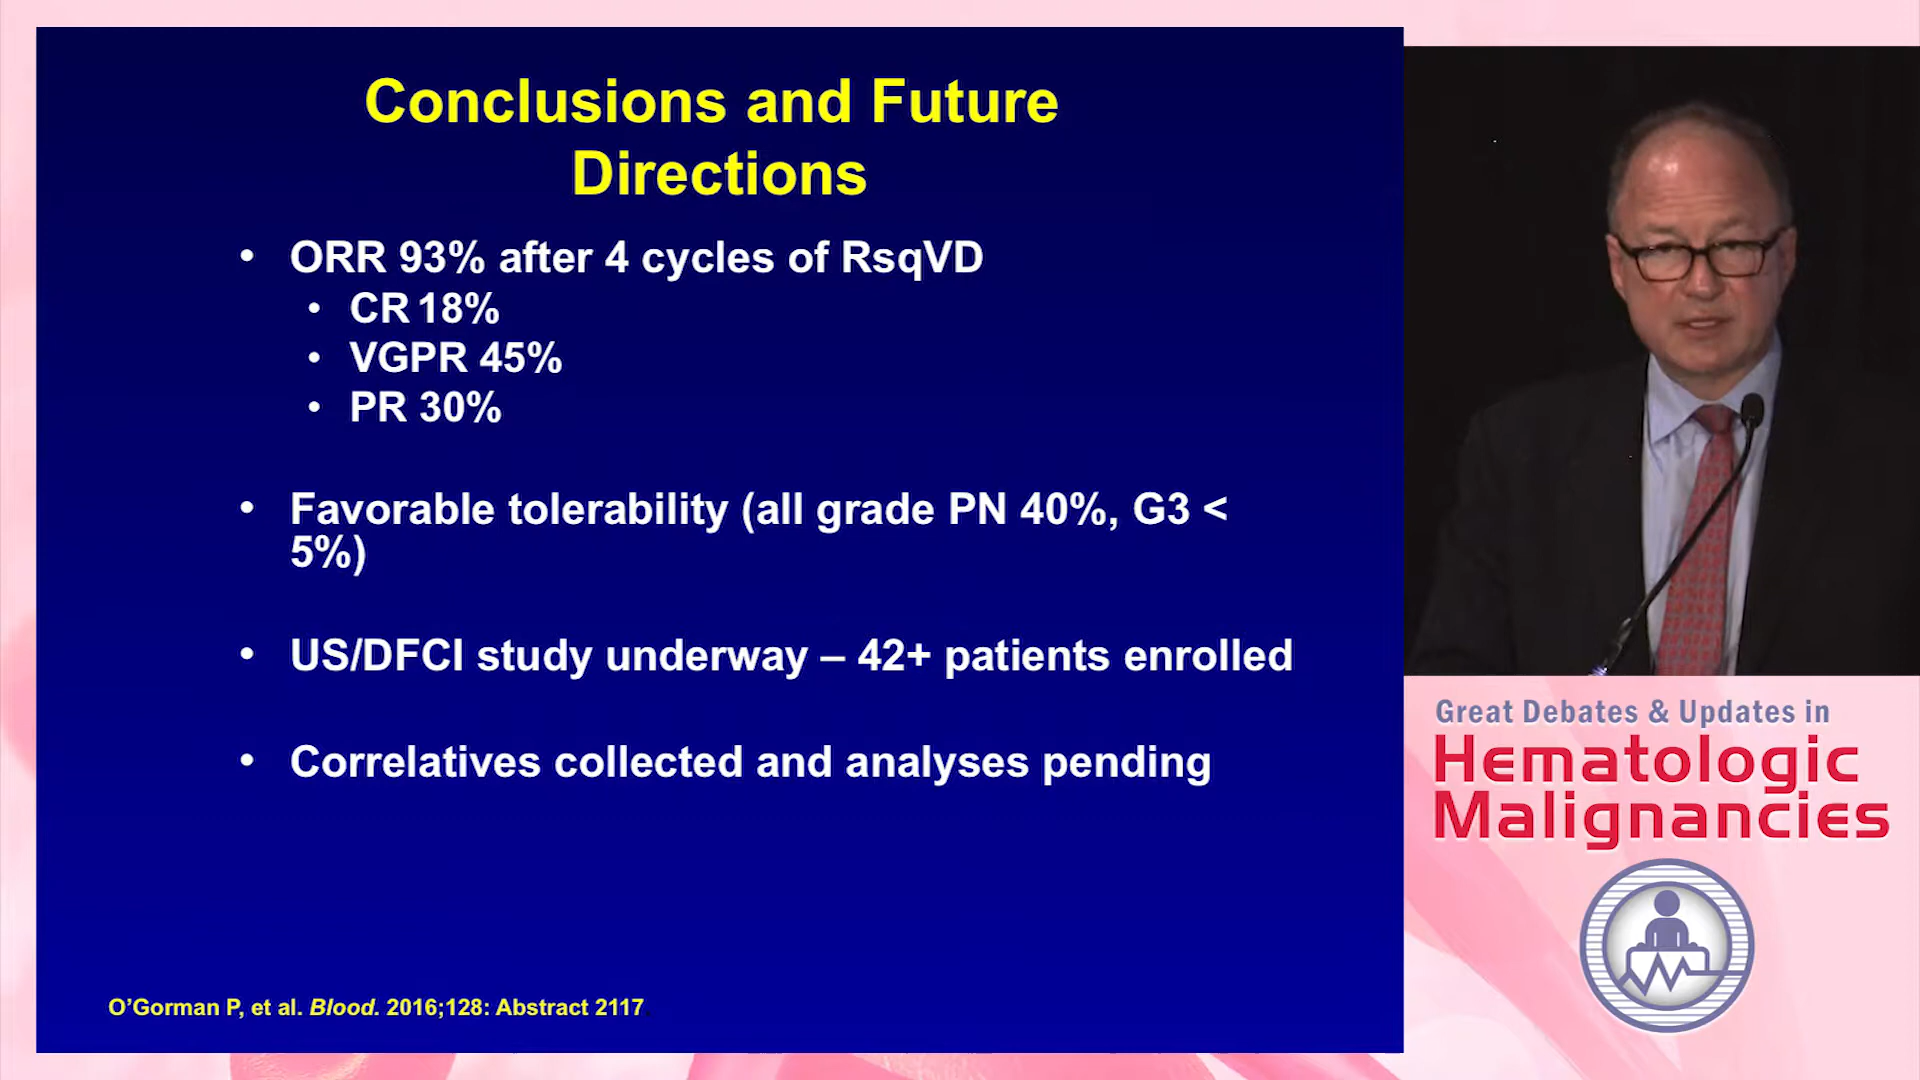 Conclusions and Future
Directions
• ORR 93% after 4 cycles of RsqVD
• CR 18%
• VGPR 45%
• PR 30%
• Favorable tolerability (all grade PN 40%, G3 <
5%)
• US/DFCI study underway – 42+ patients enrolled
• Correlatives collected and analyses pending
O’Gorman P, et al. Blood. 2016;128: Abstract 2117.
Great Debates & Updates in
Hematologic
Malignancies